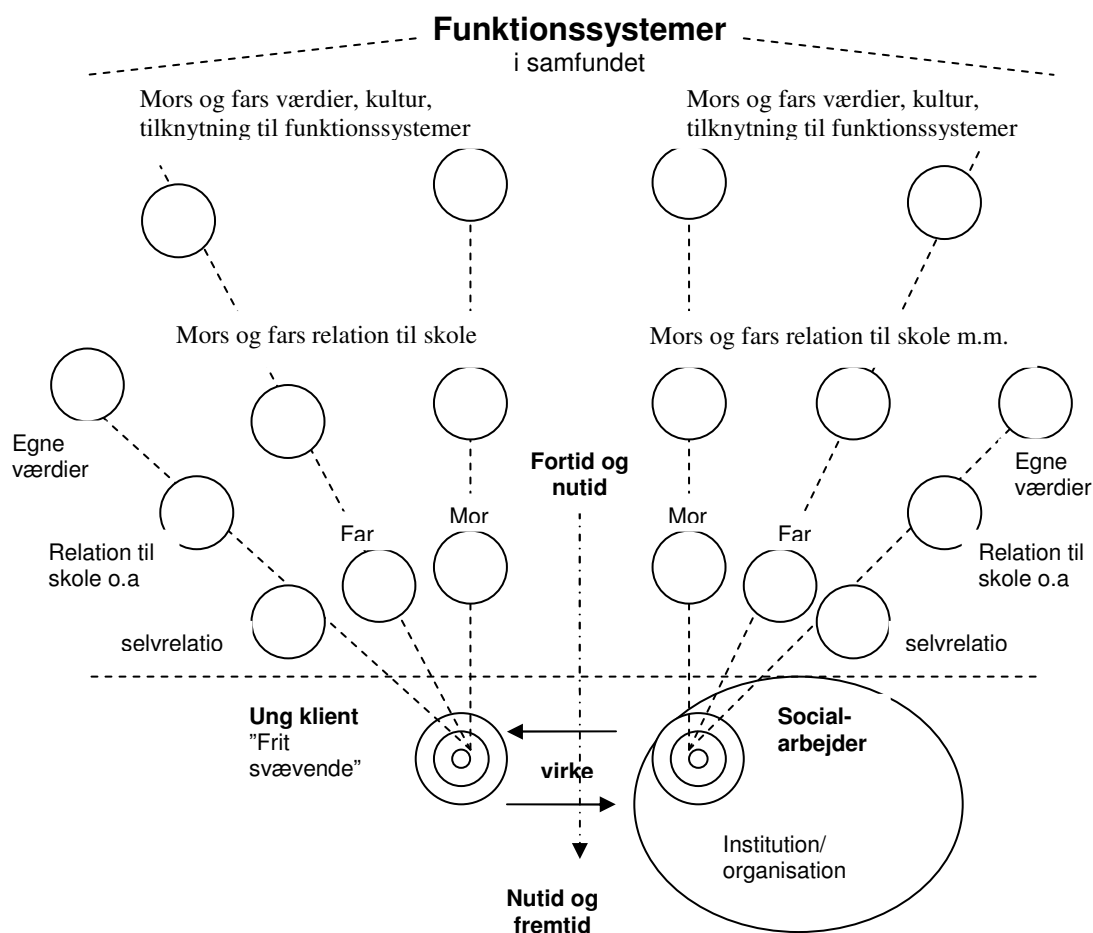 Funktionssystemer
i samfundet
Mors og fars værdier, kultur,
tilknytning til funktionssystemer
Mors og fars værdier, kultur,
tilknytning til funktionssystemer
Mors og fars relation til skole
Mors og fars relation til skole m.m.
Egne
værdier
Fortid og
nutid
Egne
værdier
Relation til
skole o.a
Far
Mor
Mor
Far
Relation til
skole o.a
selvrelatio
selvrelatio
Ung klient
"Frit
svævende"
virke
Social-
arbejder
Institution/
organisation
Nutid og
fremtid